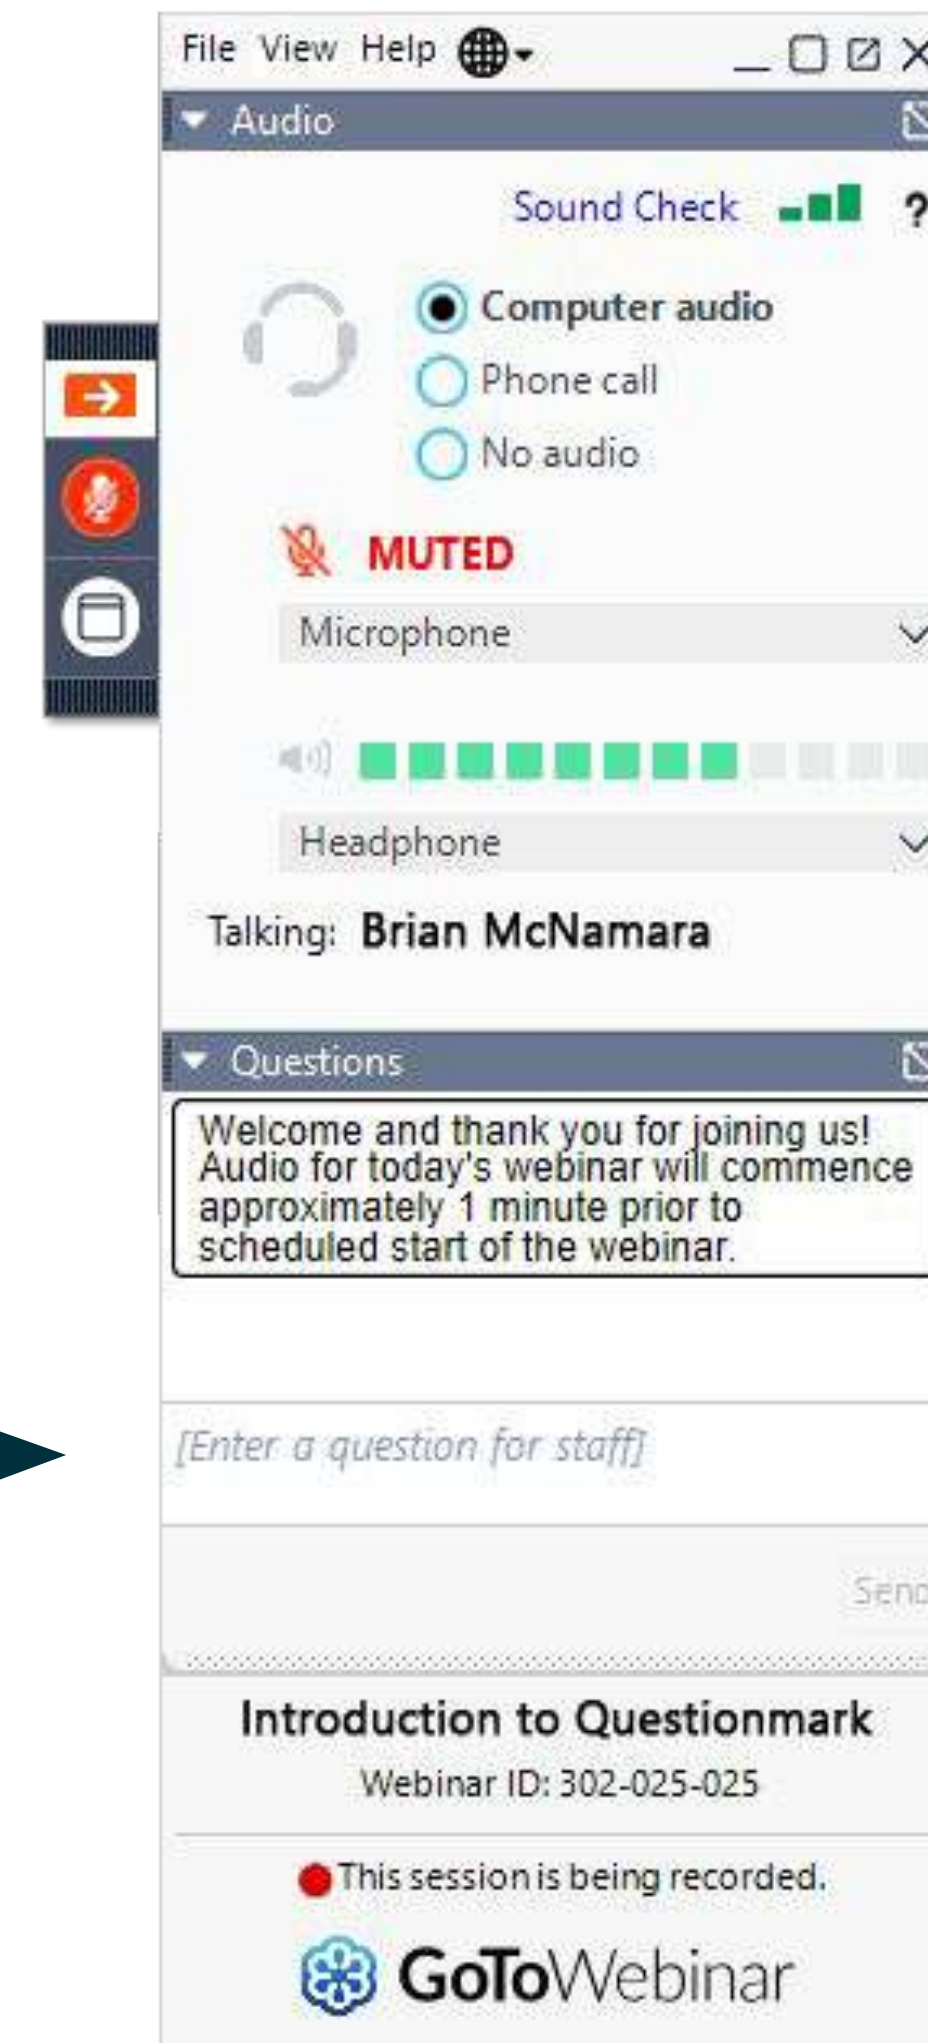 File View Help
Audio
Sound Check ?
Computer audio
Phone call
No audio
MUTED
Microphone
Headphone
Talking: Brian McNamara
Questions
Welcome and thank you for joining us!
Audio for today's webinar will commence
approximately 1 minute prior to
scheduled start of the webinar.
[Enter a question for staff]
Send
Introduction to Questionmark
Webinar ID: 302-025-025
This session is being recorded.
GoToWebinar